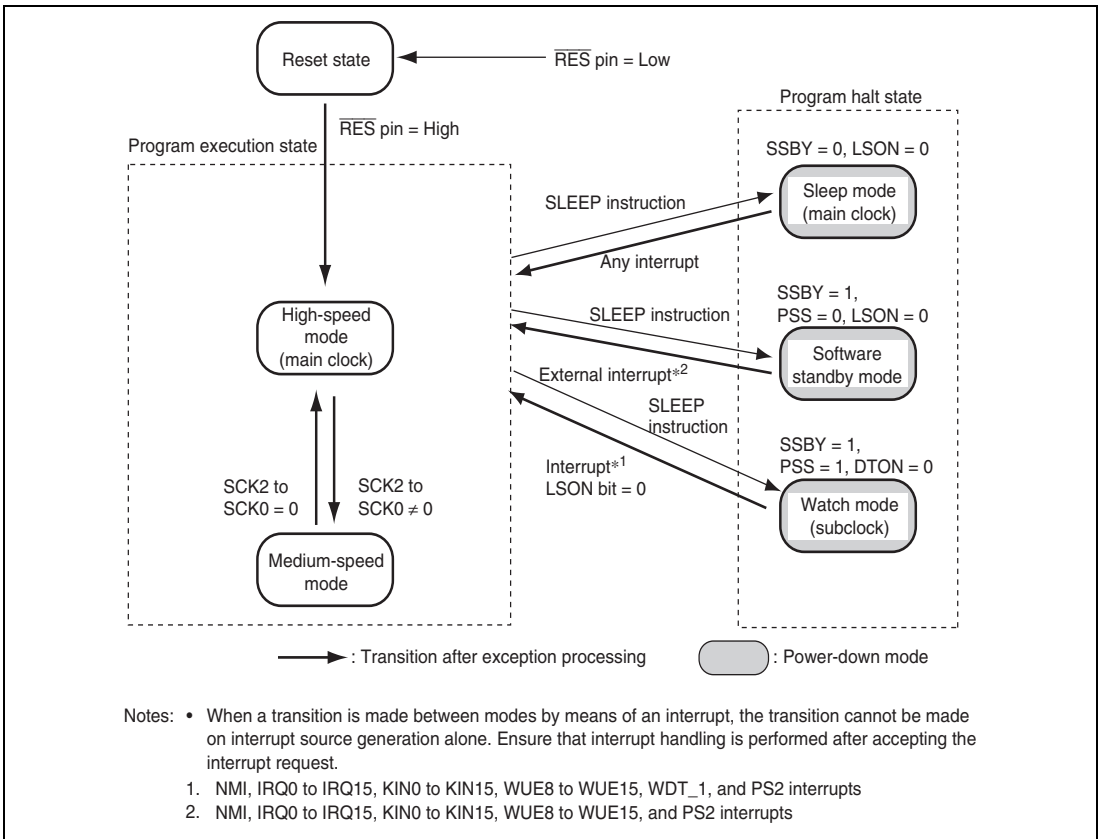 Reset state
RES pin = Low
Program halt state
RES pin = High
Program execution state
SSBY = 0, LSON = 0
Sleep mode
(main clock)
SLEEP instruction
Any interrupt
SSBY = 1,
PSS = 0, LSON = 0
High-speed
mode
(main clock)
SLEEP instruction
Software
standby mode
External interrupt*2
SLEEP
instruction
SSBY = 1,
PSS = 1, DTON = 0
Interrupt*1
LSON bit = 0
SCK2 to
SCK0 = 0
SCK2 to
SCK0 ≠ 0
Watch mode
(subclock)
Medium-speed
mode
: Transition after exception processing
: Power-down mode
Notes: • When a transition is made between modes by means of an interrupt, the transition cannot be made
on interrupt source generation alone. Ensure that interrupt handling is performed after accepting the
interrupt request.
1. NMI, IRQ0 to IRQ15, KIN0 to KIN15, WUE8 to WUE15, WDT_1, and PS2 interrupts
2. NMI, IRQ0 to IRQ15, KIN0 to KIN15, WUE8 to WUE15, and PS2 interrupts